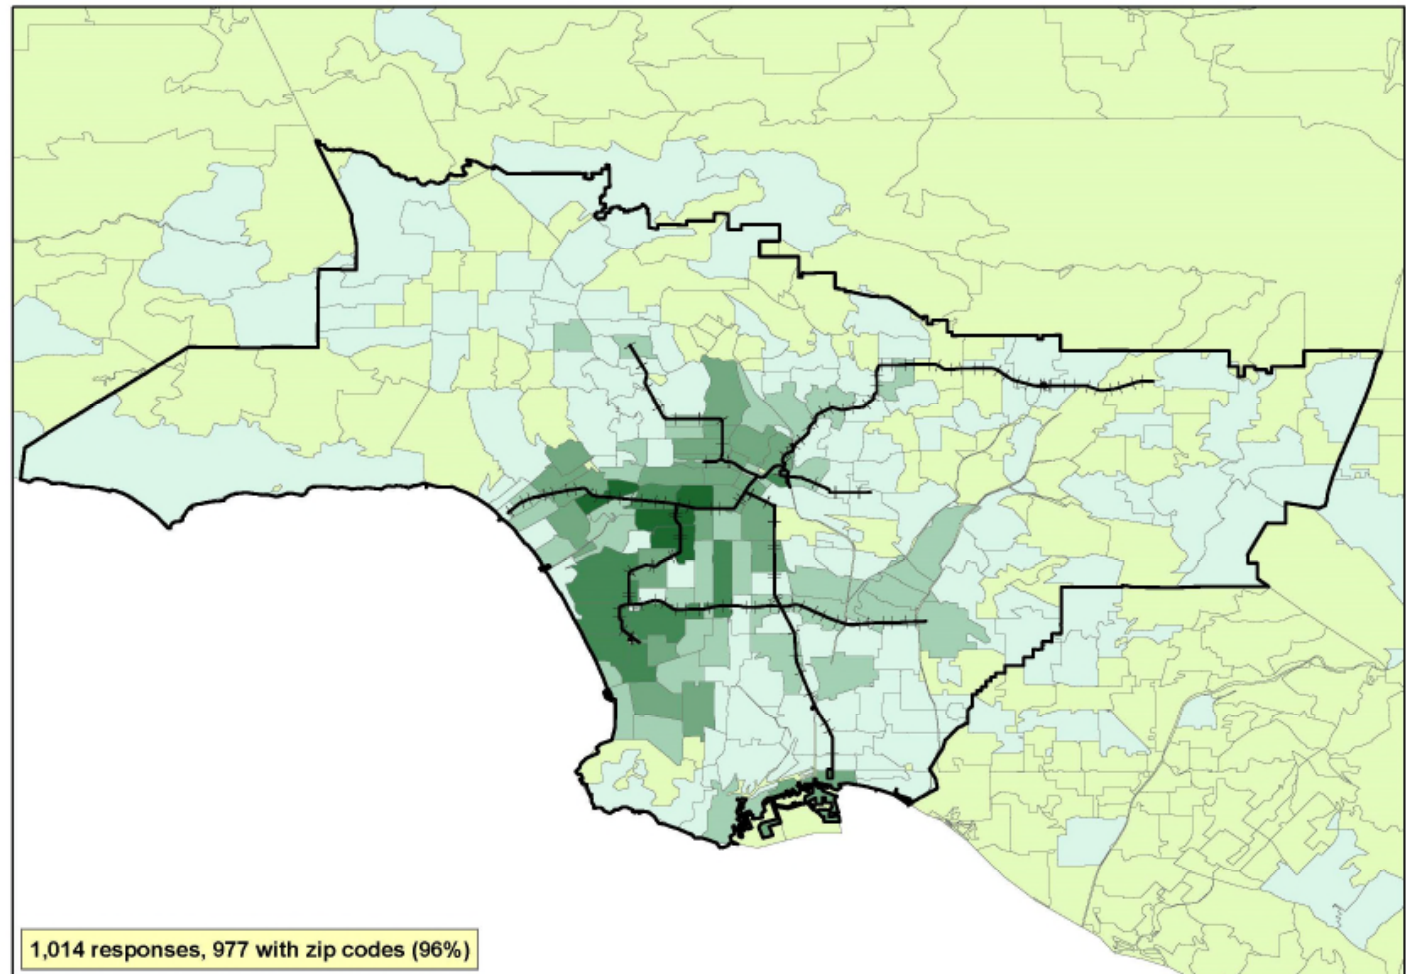 1,014 responses, 977 with zip codes (96%)